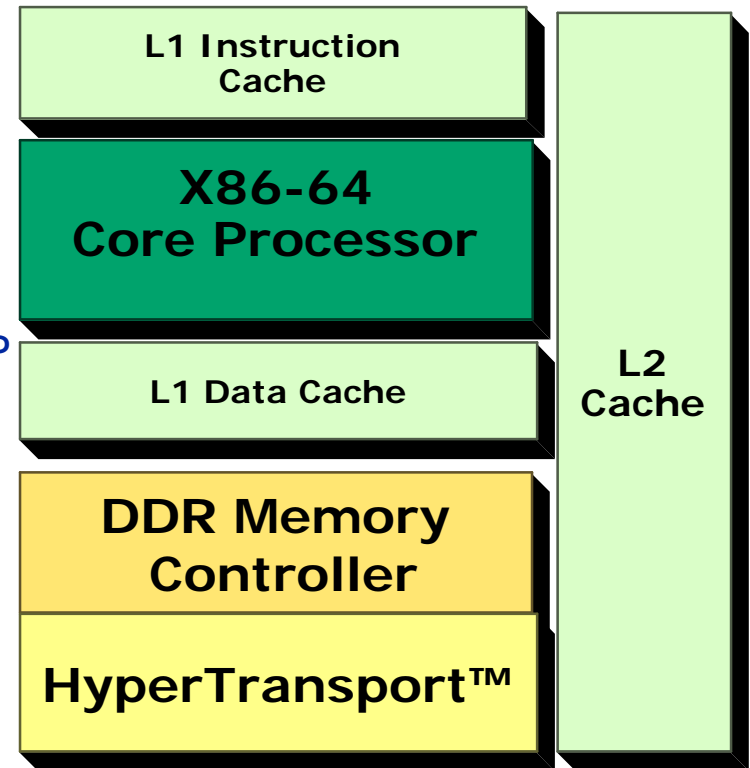 L1 Instruction
Cache
X86-64
Core Processor
L1 Data Cache
L2
Cache
DDR Memory
Controller
HyperTransport™